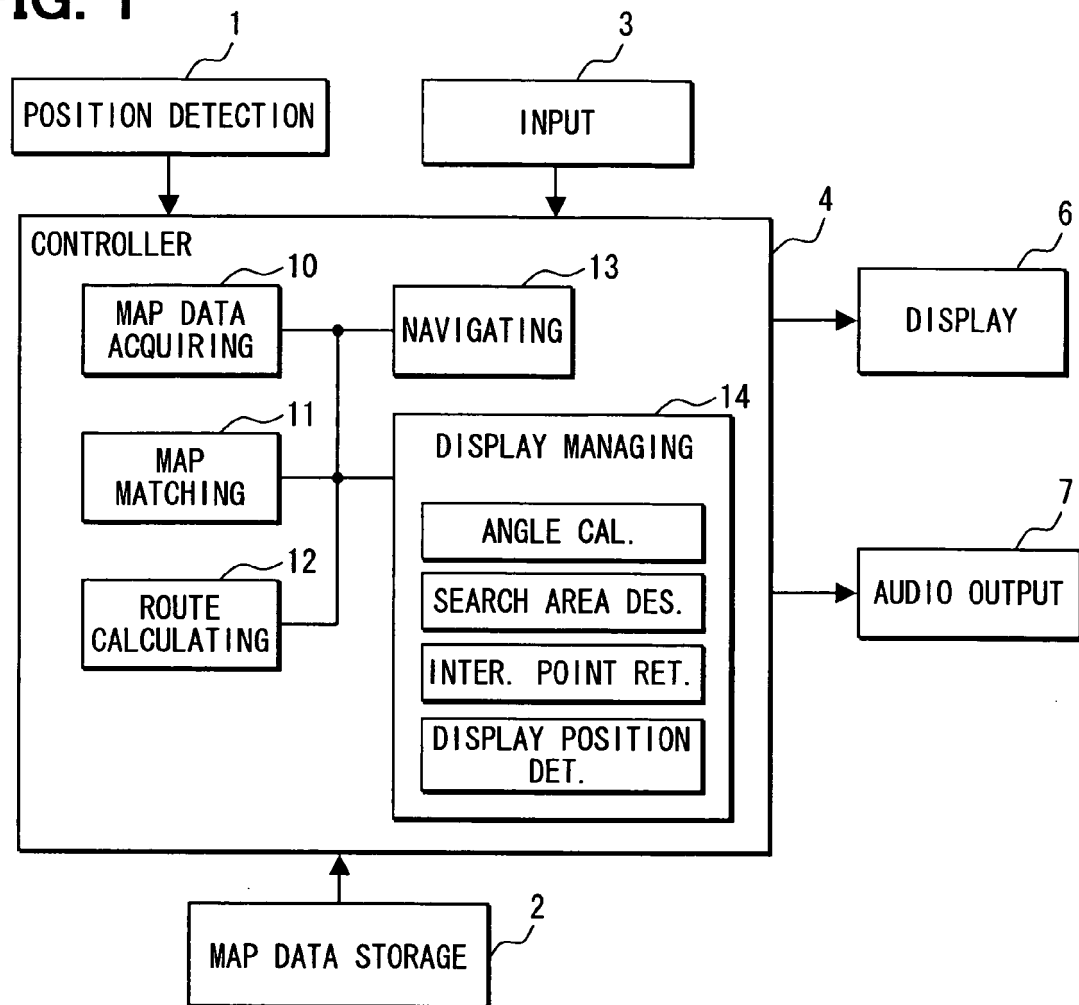 FIG. 1
1
3
POSITION DETECTION
INPUT
4
6
CONTROLLER
10
13
MAP DATA
ACQUIRING
NAVIGATING
DISPLAY
11
14
MAP
MATCHING
DISPLAY MANAGING
ANGLE CAL.
7
12
SEARCH AREA DES.
AUDIO OUTPUT
ROUTE
CALCULATING
INTER. POINT RET.
DISPLAY POSITION
DET.
2
MAP DATA STORAGE